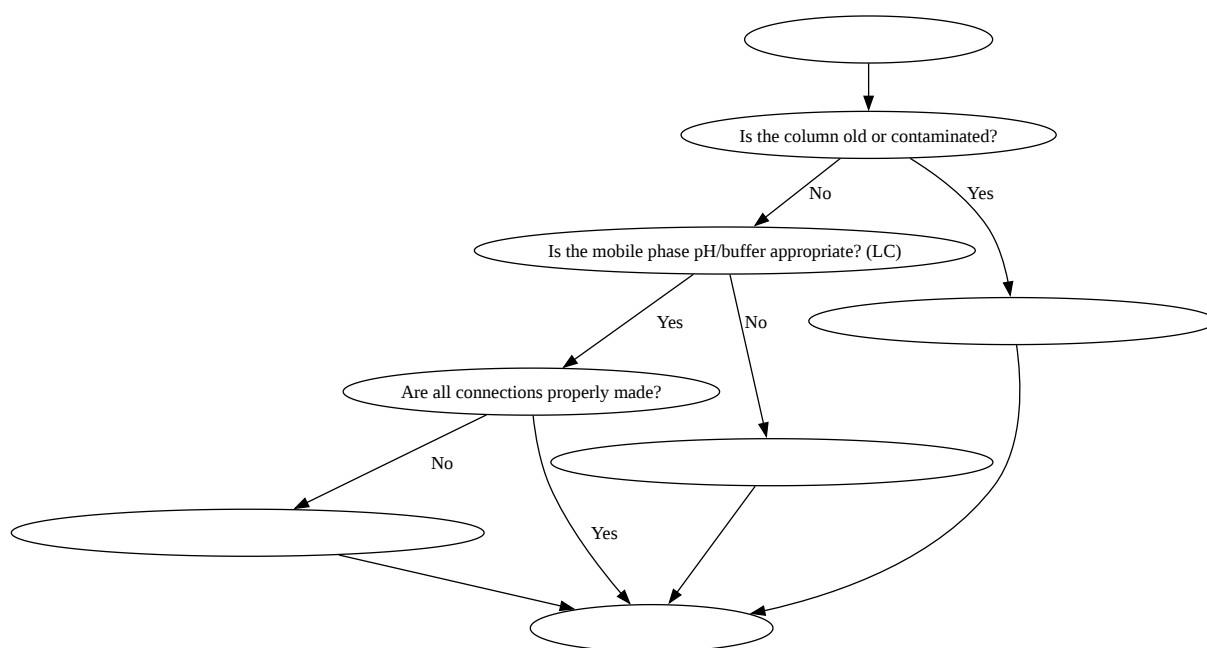 Is the column old or contaminated?
No
Yes
Is the mobile phase pH/buffer appropriate? (LC)
Yes
No
Are all connections properly made?
No
Yes